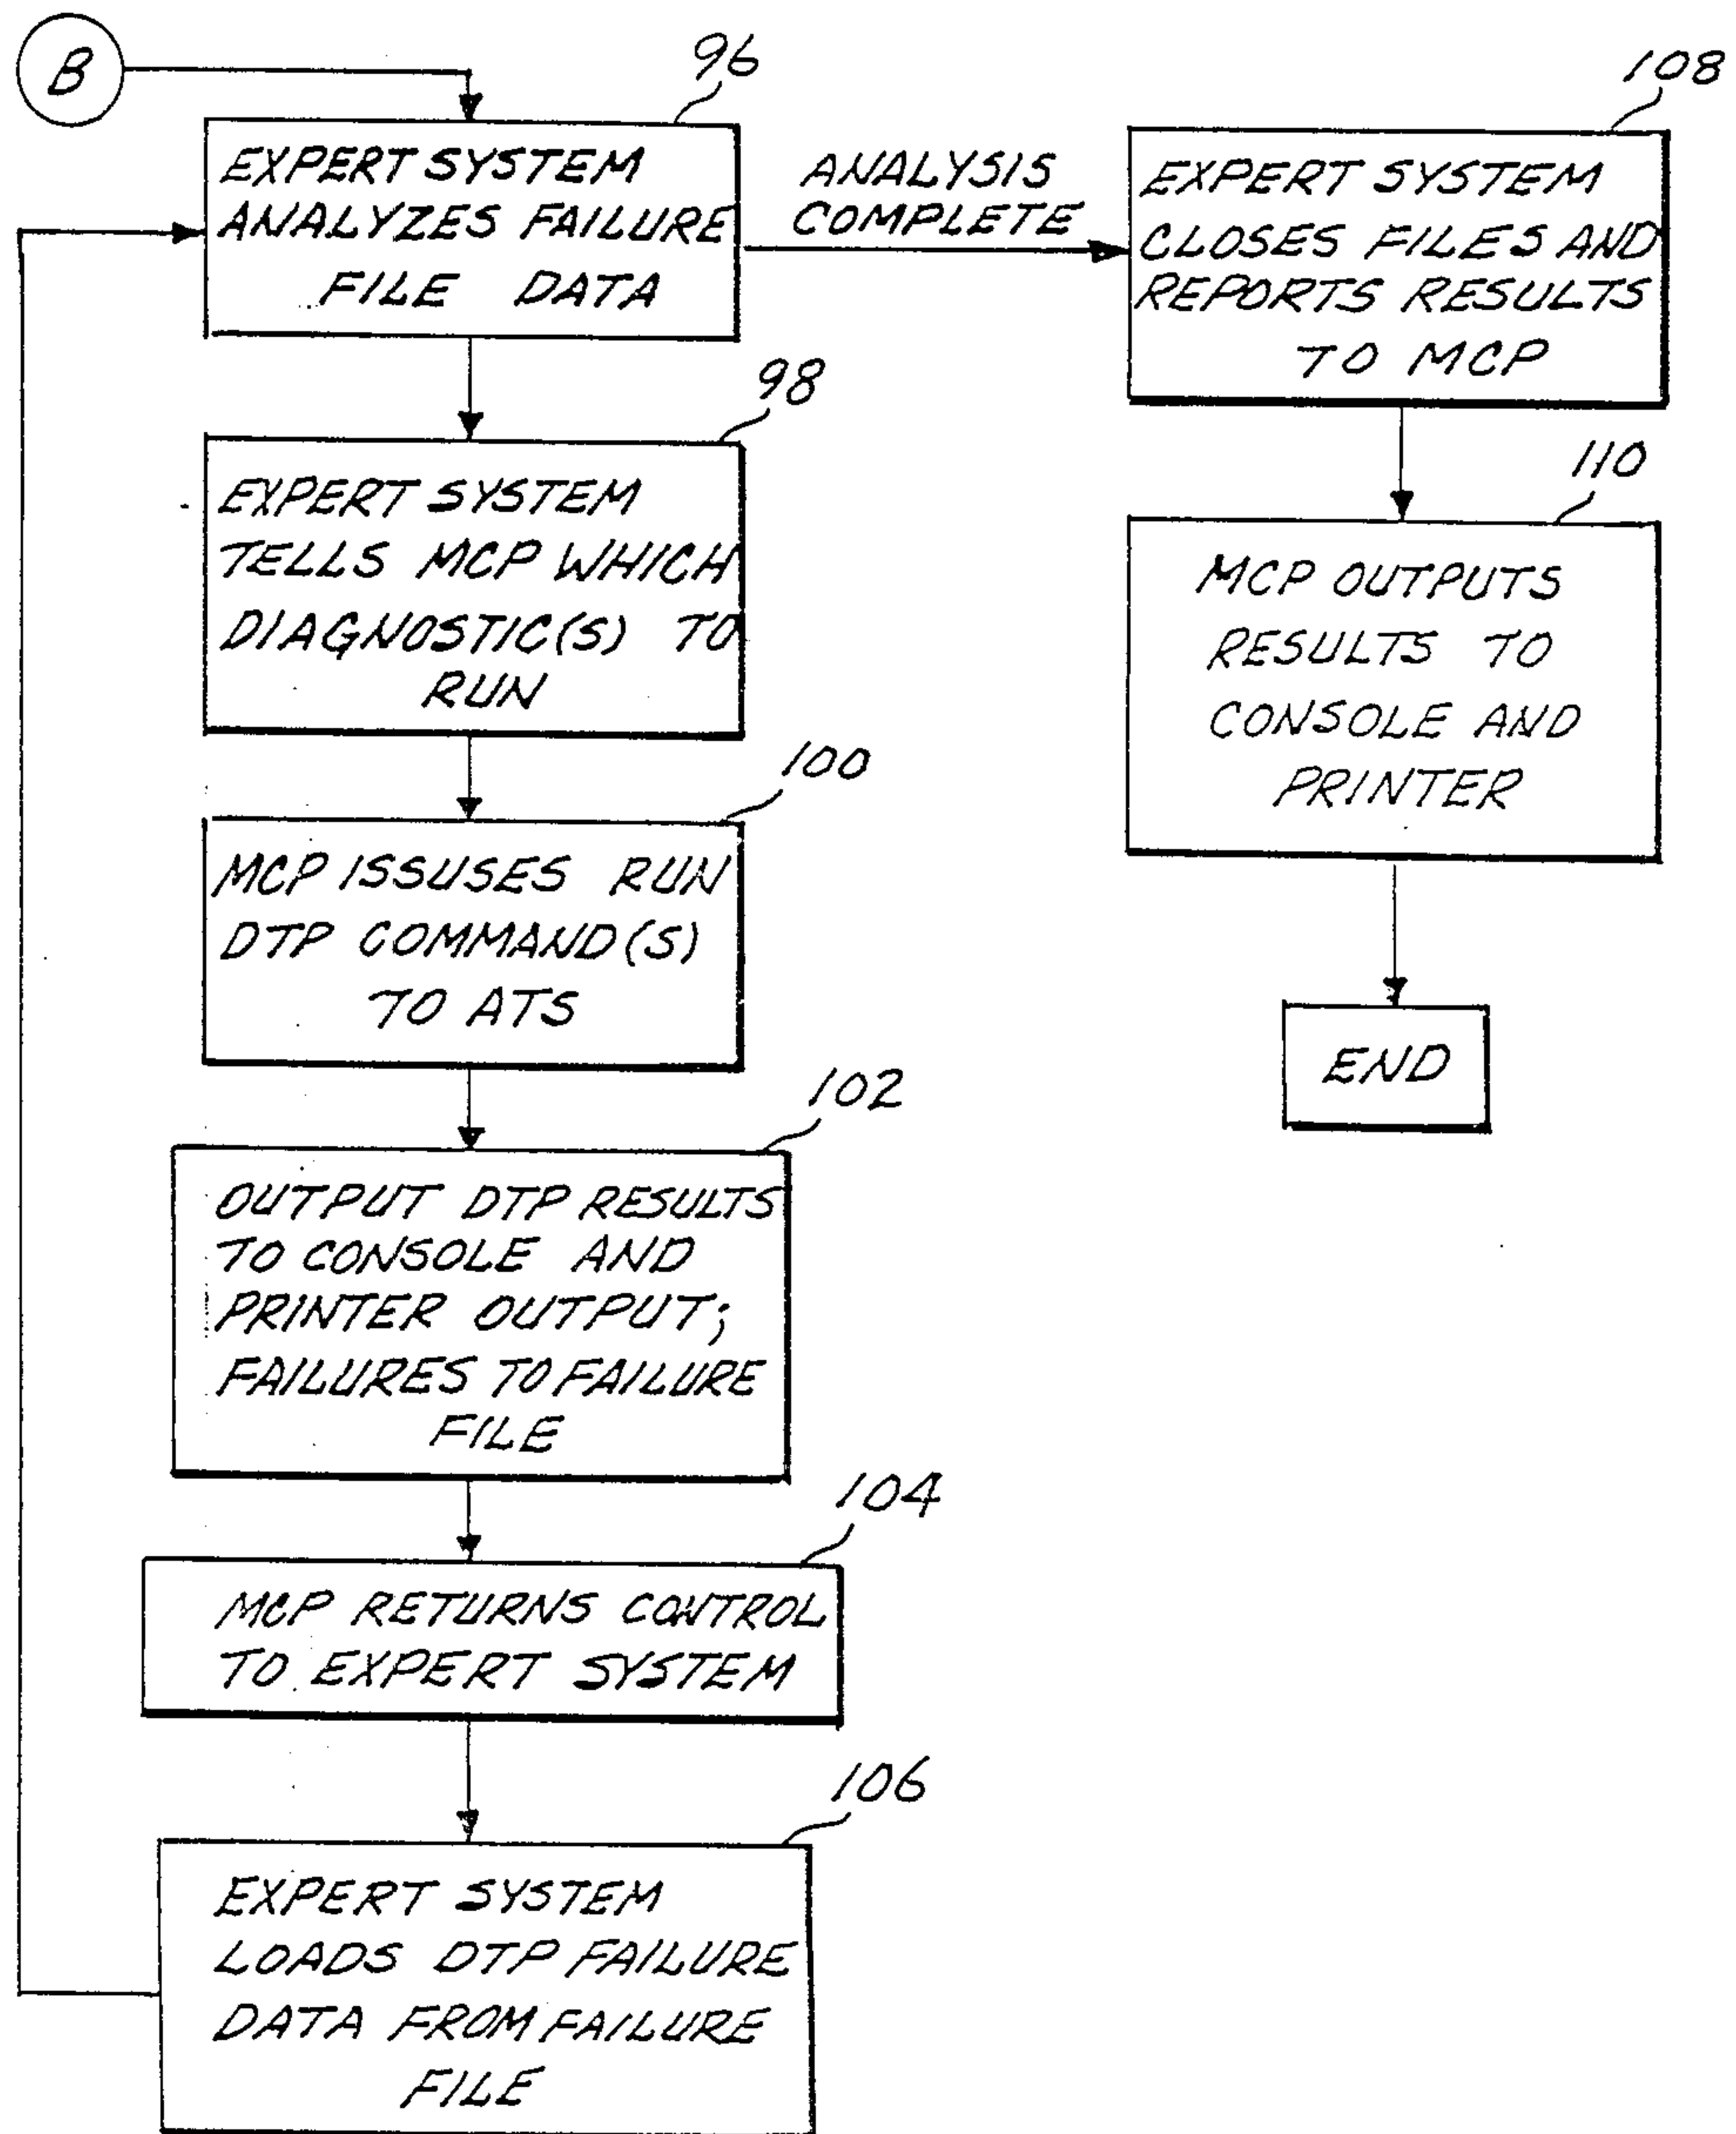 B
96
EXPERT SYSTEM
ANALYZES FAILURE
FILE DATA
ANALYSIS
COMPLETE
108
EXPERT SYSTEM
CLOSES FILES AND
REPORTS RESULTS
TO MCP
98
EXPERT SYSTEM
TELLS MCP WHICH
DIAGNOSTIC(S) TO
RUN
110
MCP OUTPUTS
RESULTS TO
CONSOLE AND
PRINTER
100
MCP ISSUSES RUN
DTP COMMAND(S)
TO ATS
END
102
OUTPUT DTP RESULTS
TO CONSOLE AND
PRINTER OUTPUT;
FAILURES TO FAILURE
FILE
104
MCP RETURNS CONTROL
TO EXPERT SYSTEM
106
EXPERT SYSTEM
LOADS DTP FAILURE
DATA FROM FAILURE
FILE